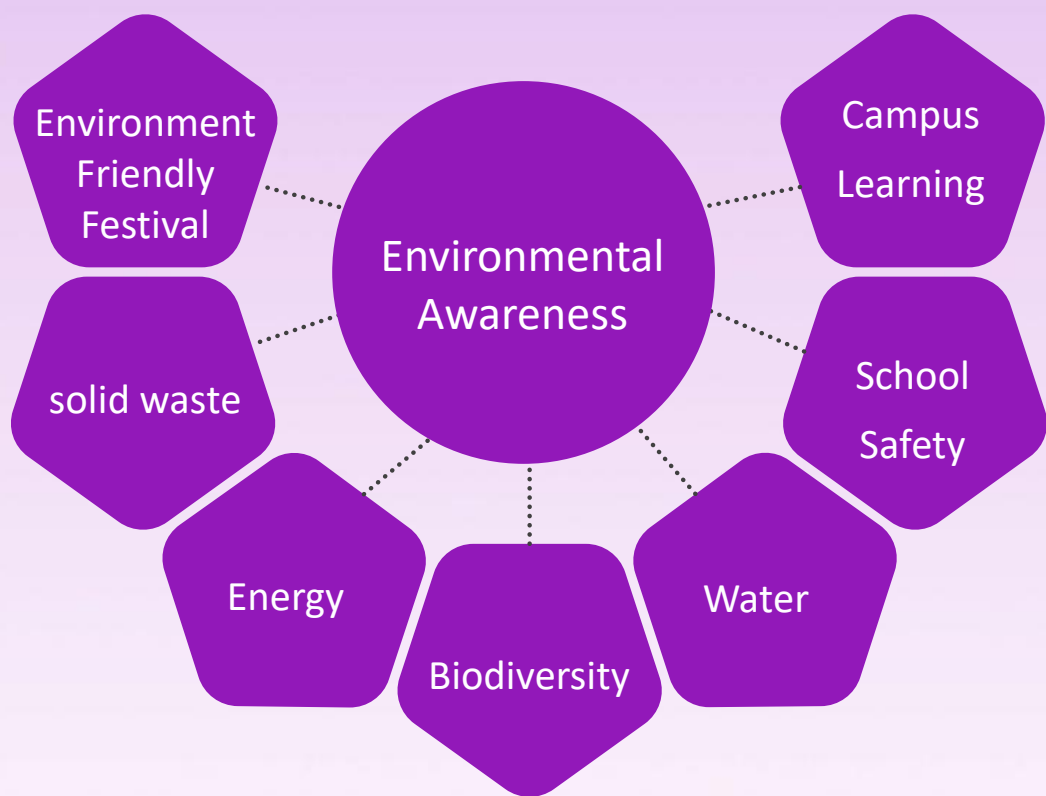 Environment
Friendly
Festival
Environmental
Awareness
Campus
Learning
solid waste
School
Safety
Energy
Biodiversity
Water